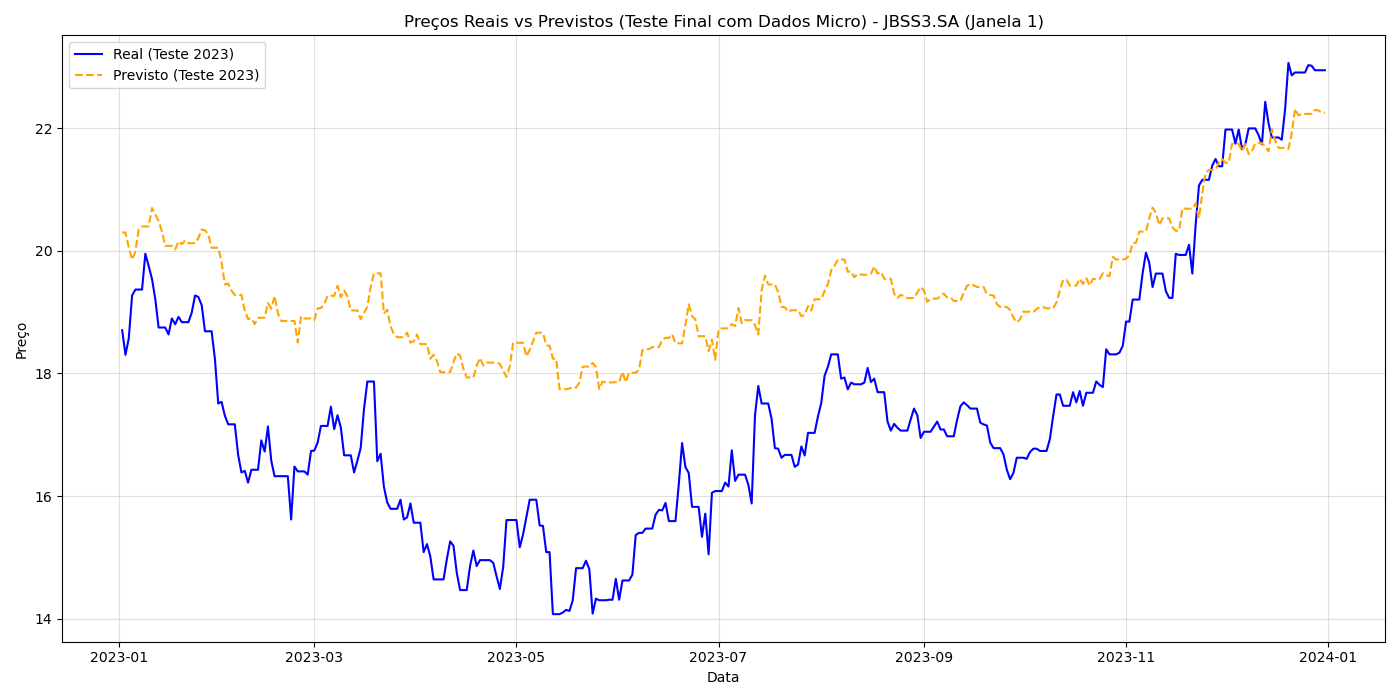 Preços Reais vs Previstos (Teste Final com Dados Micro) - JBSS3.SA (Janela 1)
Real (Teste 2023)
Previsto (Teste 2023)
Preço
22
20
18
16
14
2023-01
2023-03
2023-05
2023-07
2023-09
2023-11
2024-01
Data